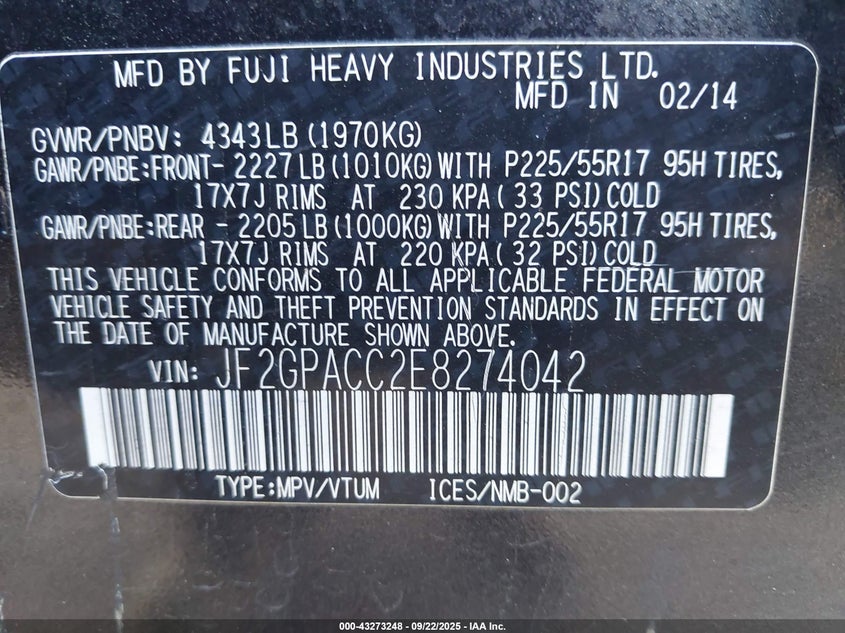 MFD BY FUJI HEAVY INDUSTRIES LTD.
MFD IN 02/14
GVWR/PNBV: 4343LB (1970KG)
GAWR/PNBE:FRONT- 2227 LB (1010KG) WITH P225/55R17 95H TIRES,
17X7J RIMS AT 230 KPA ( 33 PSI) COLD
GAWR/PNBE:REAR - 2205 LB (1000KG) WITH P225/55R17 95H TIRES,
17X7J RIMS AT 220 KPA ( 32 PSI) COLD
THIS VEHICLE CONFORMS TO ALL APPLICABLE FEDERAL MOTOR
VEHICLE SAFETY AND THEFT PREVENTION STANDARDS IN EFFECT ON
THE DATE OF MANUFACTURE SHOWN ABOVE.
VIN: JF2GPACC2E8274042
TYPE:MPV/VTUM ICES/NMB-002
000-43273248 - 09/22/2025 - IAA Inc.